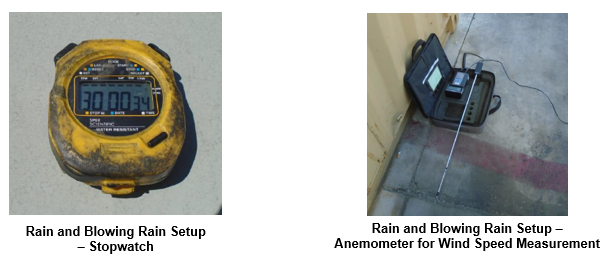 30 00 34
WATER RESISTANT
Rain and Blowing Rain Setup
– Stopwatch
Rain and Blowing Rain Setup –
Anemometer for Wind Speed Measurement